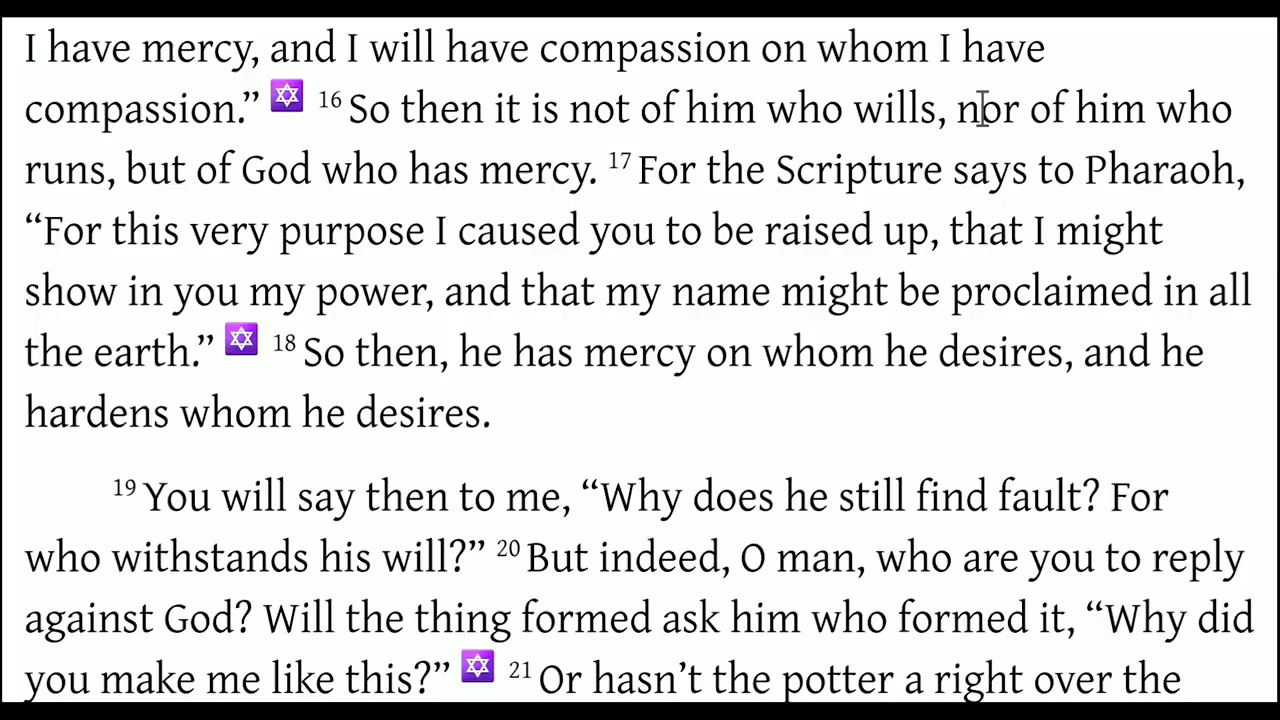 I have mercy, and I will have compassion on whom I have
compassion.” ✡ 16 So then it is not of him who wills, nor of him who
runs, but of God who has mercy. 17 For the Scripture says to Pharaoh,
“For this very purpose I caused you to be raised up, that I might
show in you my power, and that my name might be proclaimed in all
the earth.” ✡ 18 So then, he has mercy on whom he desires, and he
hardens whom he desires.
19 You will say then to me, “Why does he still find fault? For
who withstands his will?” 20 But indeed, O man, who are you to reply
against God? Will the thing formed ask him who formed it, “Why did
you make me like this?” ✡ 21 Or hasn’t the potter a right over the